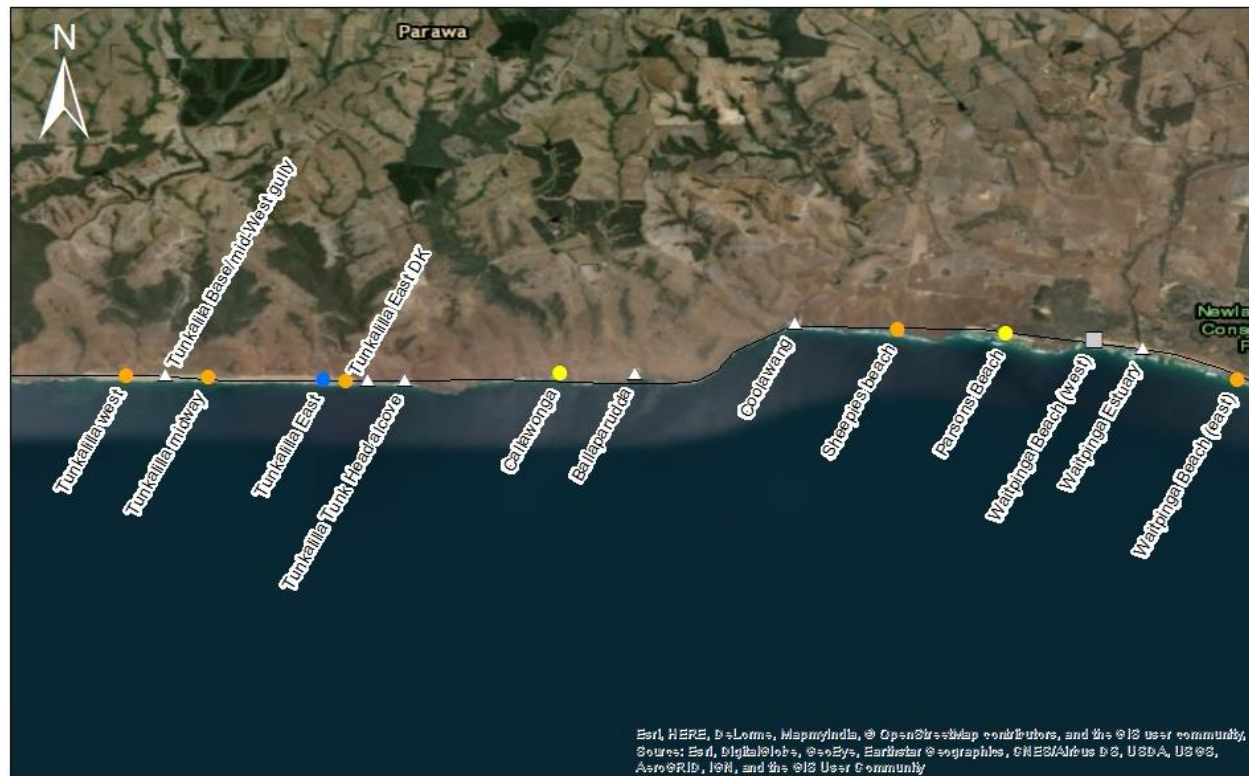 N
Parawa
Tunkalilla Base/mid-West gully
Tunkalilla East DK
Newla
Cons
P
Tunkalilla west
Tunkalilla midway
Tunkalilla East
Tunkalilla Tunk Head atcove
Callawonga
Ballaparudda
Coolawang
Sheepies beach
Parsons Beach
Waitpinga Beach (west)
Waitpinga Estuary
Waitpinga Beach (east)
Esri, HERE, DeLorme, MapmyIndia, © OpenStreetMap contributors, and the GIS user community,
Source: Esri, DigitalGlobe, GeoEye, Earthstar Geographics, CNES/Airbus DS, USDA, USGS,
AeroGRID, IGN, and the GIS User Community